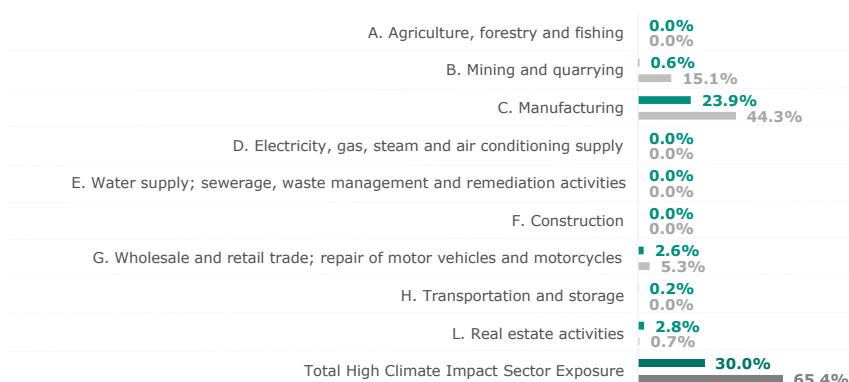 A. Agriculture, forestry and fishing 0.0%
0.0%
B. Mining and quarrying 0.6%
15.1%
C. Manufacturing 23.9%
44.3%
D. Electricity, gas, steam and air conditioning supply 0.0%
0.0%
E. Water supply; sewerage, waste management and remediation activities 0.0%
0.0%
F. Construction 0.0%
0.0%
G. Wholesale and retail trade; repair of motor vehicles and motorcycles 2.6%
5.3%
H. Transportation and storage 0.2%
0.0%
L. Real estate activities 2.8%
0.7%
Total High Climate Impact Sector Exposure 30.0%
65.4%